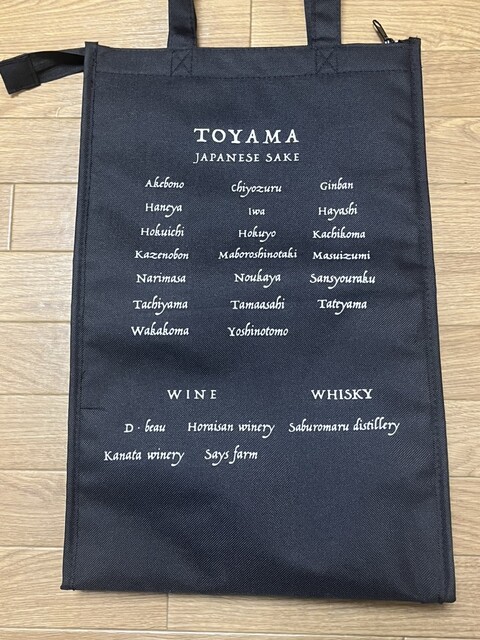 TOYAMA
JAPANESE SAKE
Akebono Chiyozuru Ginban
Haneya Iwa Hayashi
Hokuichi Hokuyo Kachikoma
Kazenobon Maboroshinotaki Masuizumi
Narimasa Noukaya Sansyouraku
Tachiyama Tamaasahi Tateyama
Wakakoma Yoshinotomo
WINE WHISKY
D · beau Horaisan winery Saburomaru distillery
Kanata winery Says farm